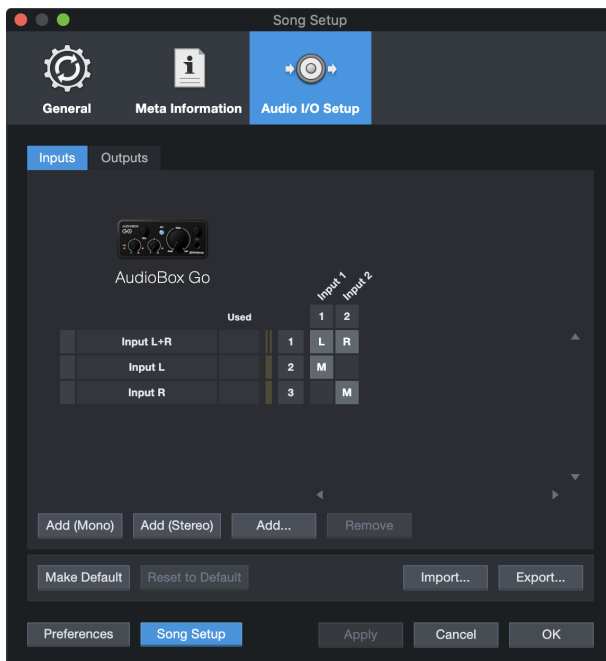 Song Setup
General
Meta Information
Audio I/O Setup
Inputs
Outputs
AudioBox Go
Input 1
Input 2
Used
1
2
Input L+R
1
L
R
Input L
2
M
Input R
3
M
Add (Mono)
Add (Stereo)
Add...
Remove
Make Default
Reset to Default
Import...
Export...
Preferences
Song Setup
Apply
Cancel
OK